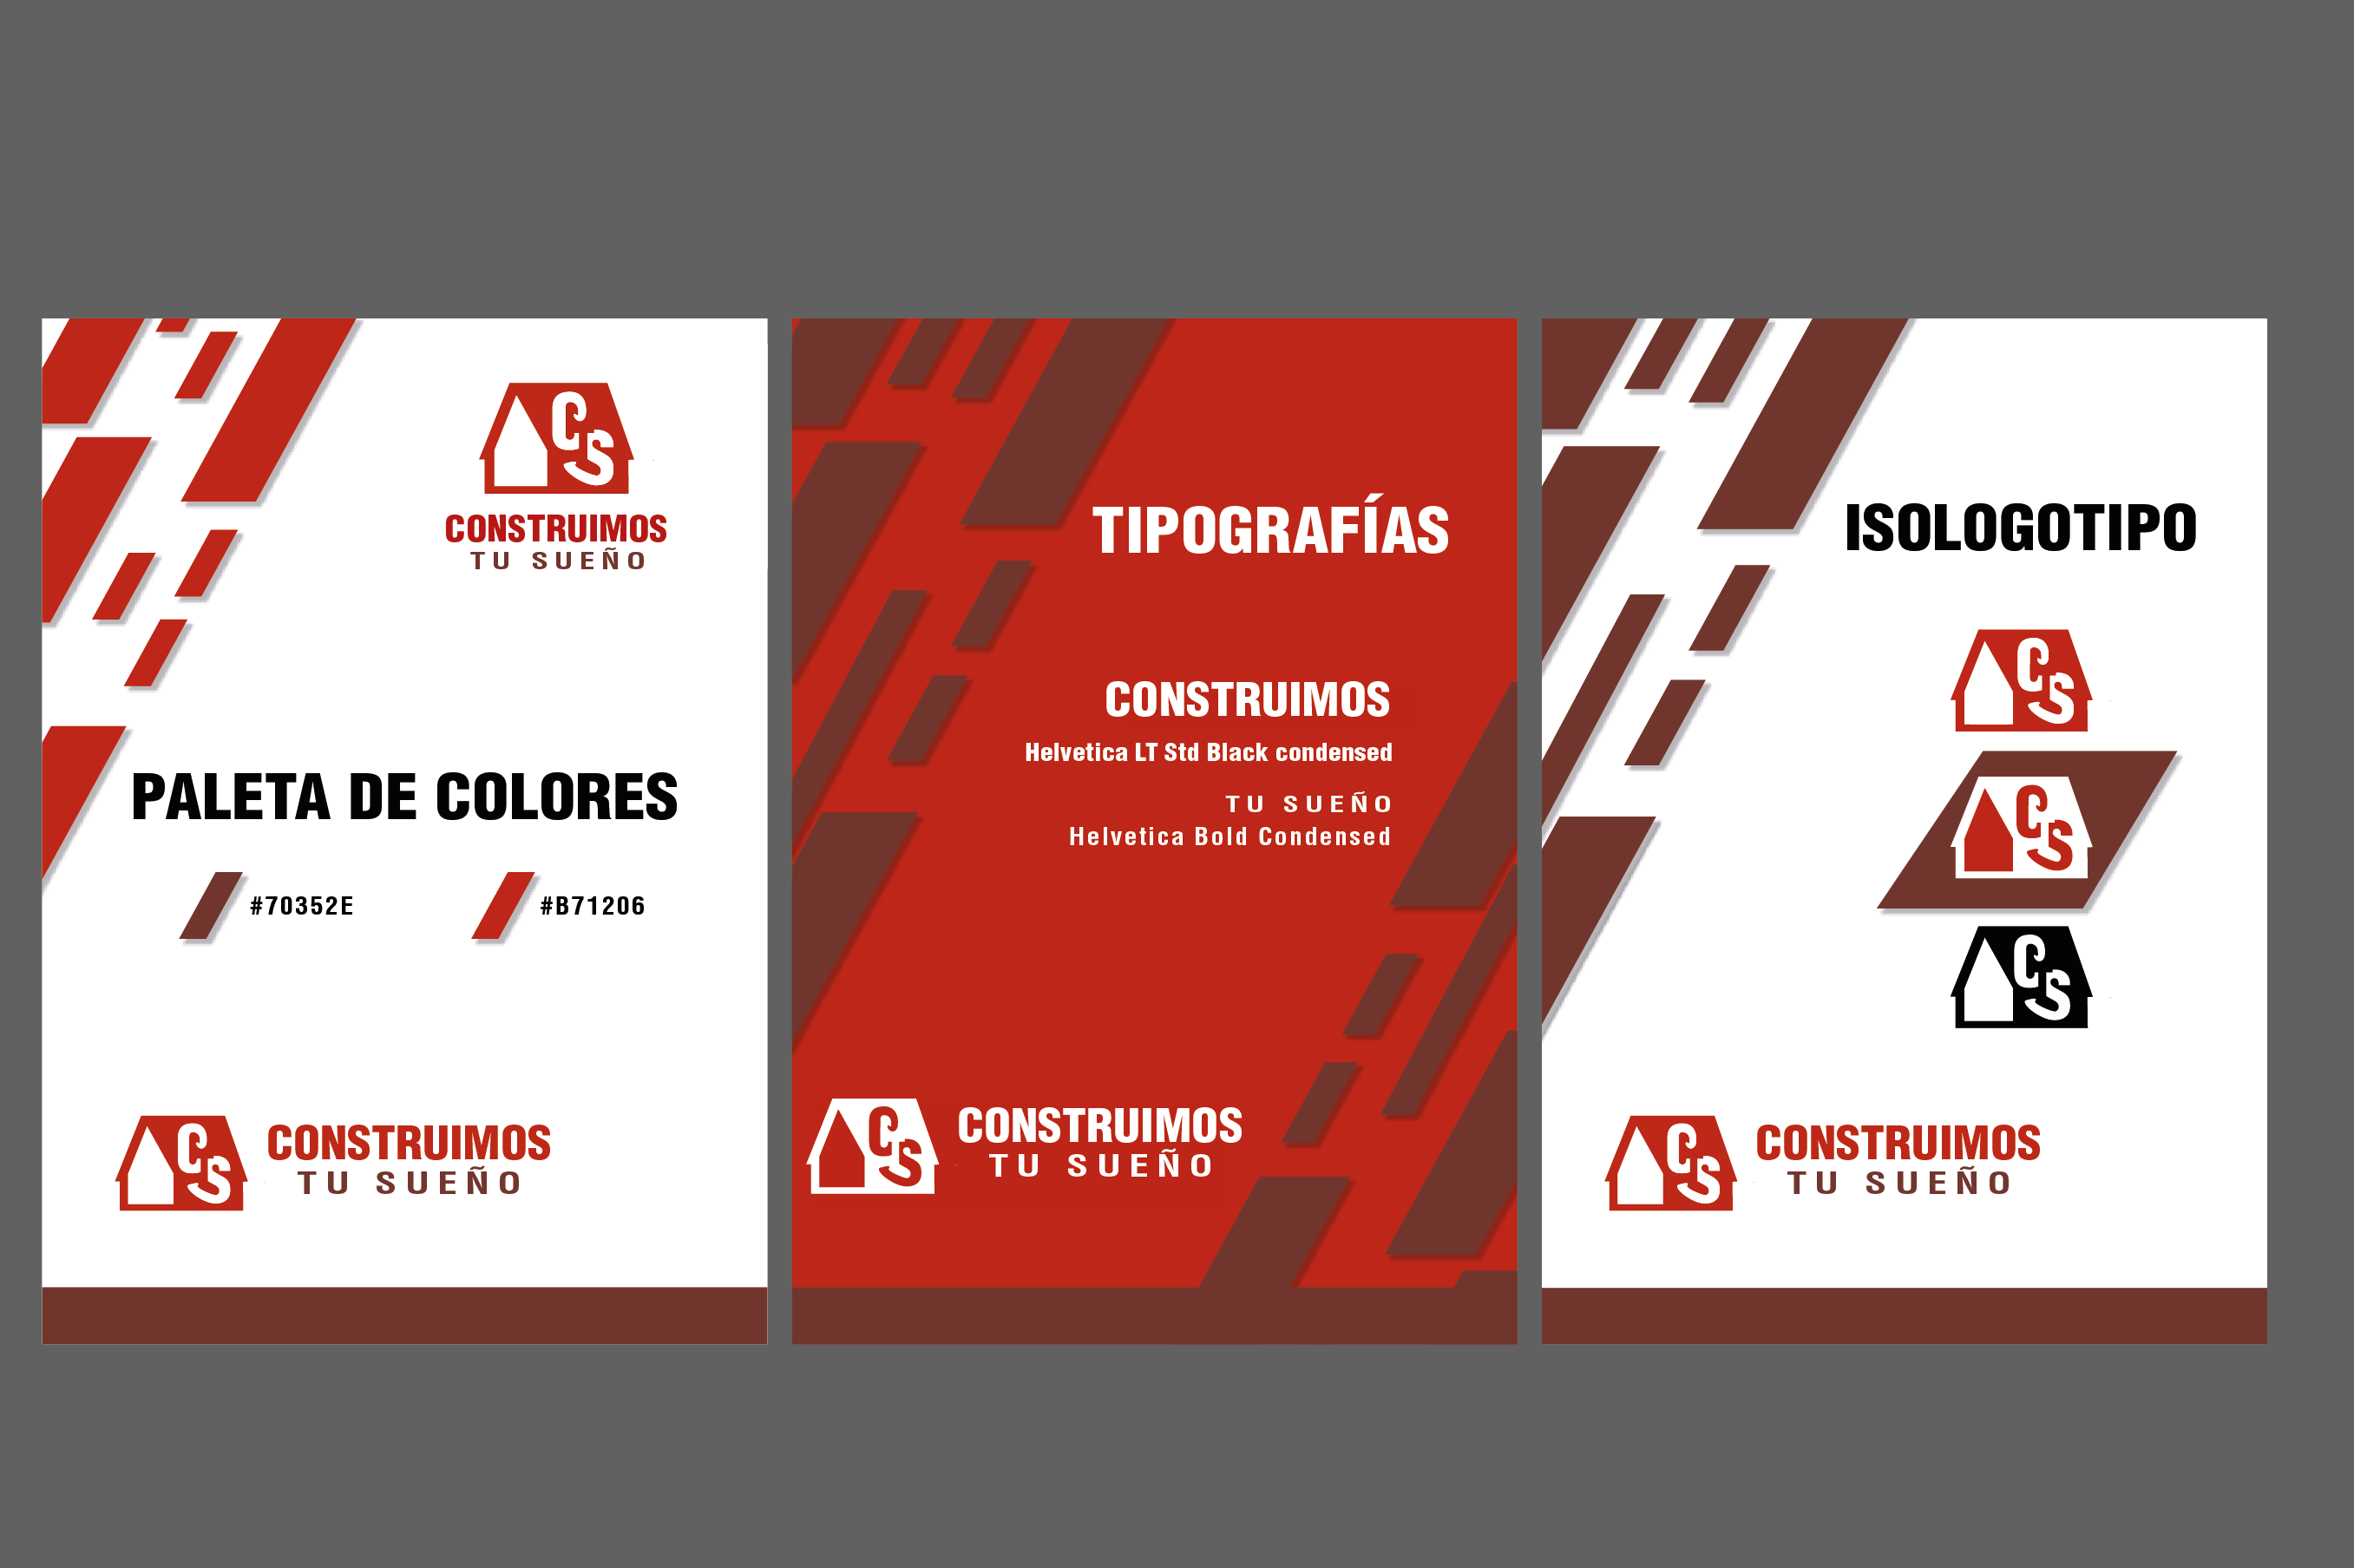 CS
CONSTRUIMOS
TU SUEÑO
PALETA DE COLORES
#70352E
#B71206
CS
CONSTRUIMOS
TU SUEÑO
TIPOGRAFÍAS
CONSTRUIMOS
Helvetica LT Std Black condensed
TU SUEÑO
Helvetica Bold Condensed
CS
CONSTRUIMOS
TU SUEÑO
ISOLOGOTIPO
CS
CS
CS
CS
CONSTRUIMOS
TU SUEÑO